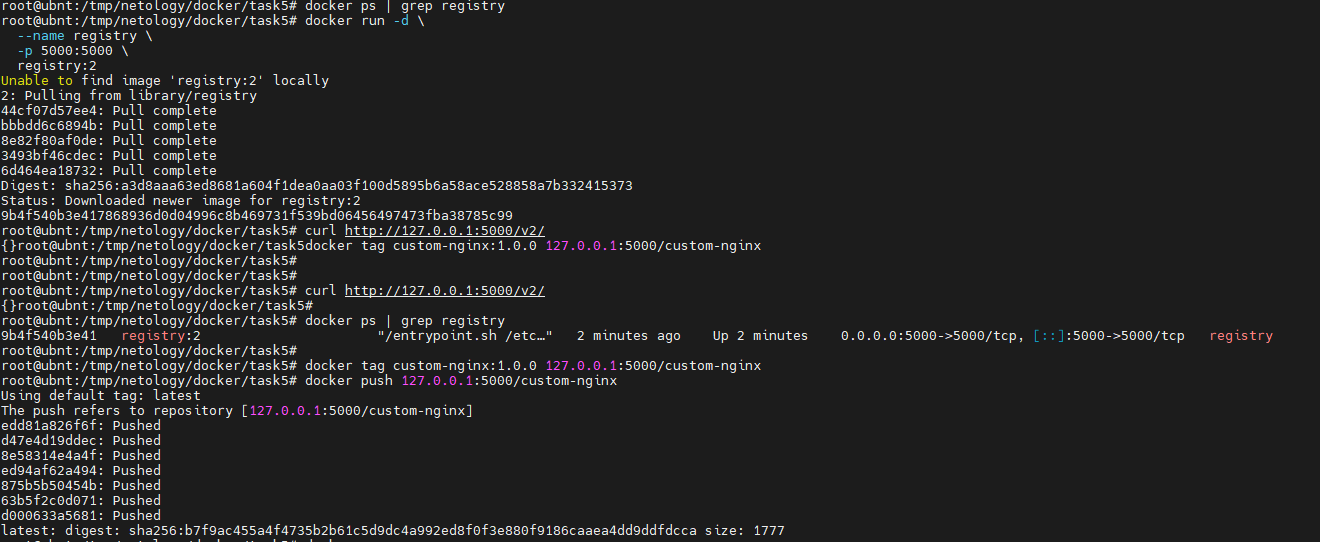 root@ubnt:/tmp/netology/docker/task5# docker ps | grep registry
root@ubnt:/tmp/netology/docker/task5# docker run -d \
  --name registry \
  -p 5000:5000 \
  registry:2
Unable to find image 'registry:2' locally
2: Pulling from library/registry
44cf07d57ee4: Pull complete
bbbdd6c6894b: Pull complete
8e82f80af0de: Pull complete
3493bf46cdec: Pull complete
6d464ea18732: Pull complete
Digest: sha256:a3d8aaa63ed8681a604f1dea0aa03f100d5895b6a58ace528858a7b332415373
Status: Downloaded newer image for registry:2
9b4f540b3e417868936d0d04996c8b469731f539bd06456497473fba38785c99
root@ubnt:/tmp/netology/docker/task5# curl http://127.0.0.1:5000/v2/
{}root@ubnt:/tmp/netology/docker/task5docker tag custom-nginx:1.0.0 127.0.0.1:5000/custom-nginx
root@ubnt:/tmp/netology/docker/task5#
root@ubnt:/tmp/netology/docker/task5#
root@ubnt:/tmp/netology/docker/task5# curl http://127.0.0.1:5000/v2/
{}root@ubnt:/tmp/netology/docker/task5#
root@ubnt:/tmp/netology/docker/task5# docker ps | grep registry
9b4f540b3e41   registry:2                      "/entrypoint.sh /etc…"   2 minutes ago    Up 2 minutes    0.0.0.0:5000->5000/tcp, [::]:5000->5000/tcp   registry
root@ubnt:/tmp/netology/docker/task5#
root@ubnt:/tmp/netology/docker/task5# docker tag custom-nginx:1.0.0 127.0.0.1:5000/custom-nginx
root@ubnt:/tmp/netology/docker/task5# docker push 127.0.0.1:5000/custom-nginx
Using default tag: latest
The push refers to repository [127.0.0.1:5000/custom-nginx]
edd81a826f6f: Pushed
d47e4d19ddec: Pushed
8e58314e4a4f: Pushed
ed94af62a494: Pushed
875b5b50454b: Pushed
63b5f2c0d071: Pushed
d000633a5681: Pushed
latest: digest: sha256:b7f9ac455a4f4735b2b61c5d9dc4a992ed8f0f3e880f9186caaea4dd9ddfdcca size: 1777